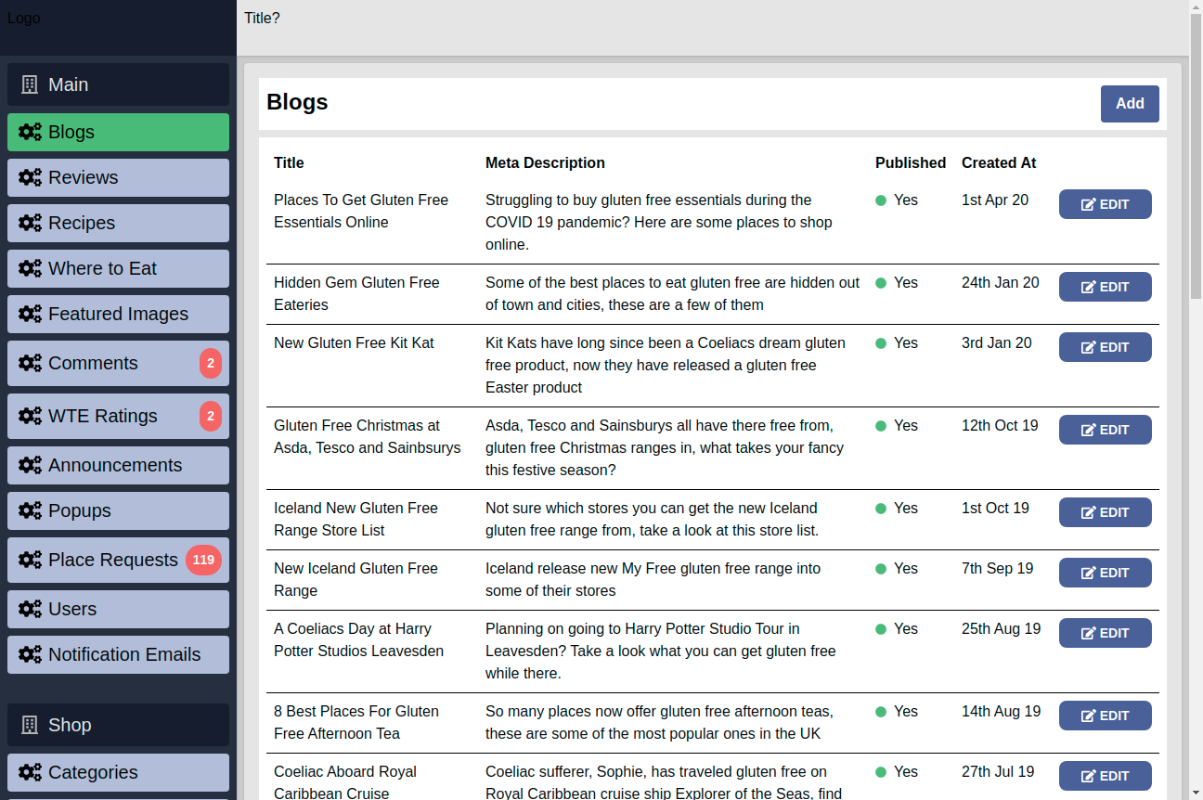 Logo
Title?
Main
Blogs
Reviews
Recipes
Where to Eat
Featured Images
Comments 2
WTE Ratings 2
Announcements
Popups
Place Requests 119
Users
Notification Emails
Shop
Categories
Blogs
Add
Title Meta Description Published Created At
Places To Get Gluten Free Struggling to buy gluten free essentials during the Yes 1st Apr 20 EDIT
Essentials Online COVID 19 pandemic? Here are some places to shop
online.
Hidden Gem Gluten Free Some of the best places to eat gluten free are hidden out Yes 24th Jan 20 EDIT
Eateries of town and cities, these are a few of them
New Gluten Free Kit Kat Kit Kats have long since been a Coeliacs dream gluten Yes 3rd Jan 20 EDIT
free product, now they have released a gluten free
Easter product
Gluten Free Christmas at Asda, Tesco and Sainsburys all have there free from, Yes 12th Oct 19 EDIT
Asda, Tesco and Sainbsurys gluten free Christmas ranges in, what takes your fancy
this festive season?
Iceland New Gluten Free Not sure which stores you can get the new Iceland Yes 1st Oct 19 EDIT
Range Store List gluten free range from, take a look at this store list.
New Iceland Gluten Free Iceland release new My Free gluten free range into Yes 7th Sep 19 EDIT
Range some of their stores
A Coeliacs Day at Harry Planning on going to Harry Potter Studio Tour in Yes 25th Aug 19 EDIT
Potter Studios Leavesden Leavesden? Take a look what you can get gluten free
while there.
8 Best Places For Gluten So many places now offer gluten free afternoon teas, Yes 14th Aug 19 EDIT
Free Afternoon Tea these are some of the most popular ones in the UK
Coeliac Aboard Royal Coeliac sufferer, Sophie, has traveled gluten free on Yes 27th Jul 19 EDIT
Caribbean Cruise Royal Caribbean cruise ship Explorer of the Seas, find